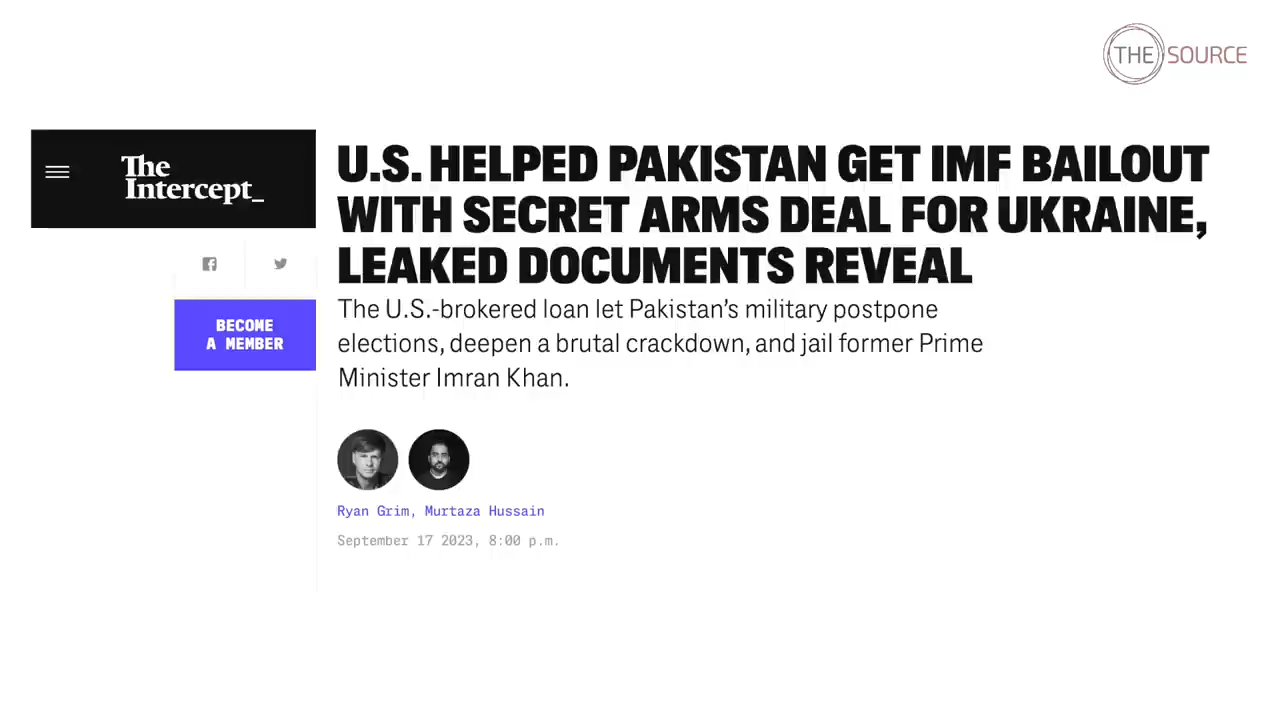 THE SOURCE
The
Intercept_
U.S. HELPED PAKISTAN GET IMF BAILOUT
WITH SECRET ARMS DEAL FOR UKRAINE,
LEAKED DOCUMENTS REVEAL
The U.S.-brokered loan let Pakistan’s military postpone
elections, deepen a brutal crackdown, and jail former Prime
Minister Imran Khan.
BECOME
A MEMBER
Ryan Grim, Murtaza Hussain
September 17 2023, 8:00 p.m.